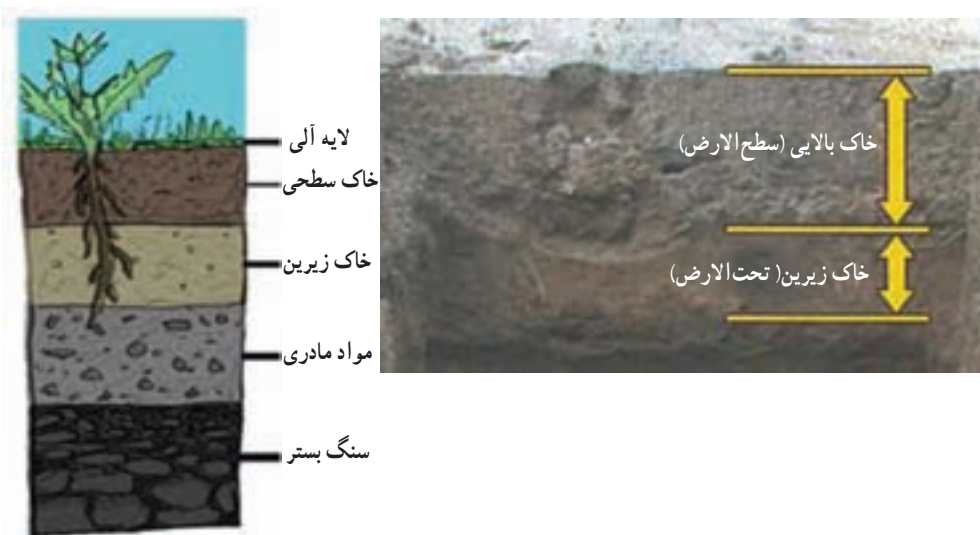 لایه آلی
خاک سطحی
خاک زیرین
مواد مادری
سنگ بستر
خاک بالایی (سطح‌الارض)
خاک زیرین( تحت‌الارض)